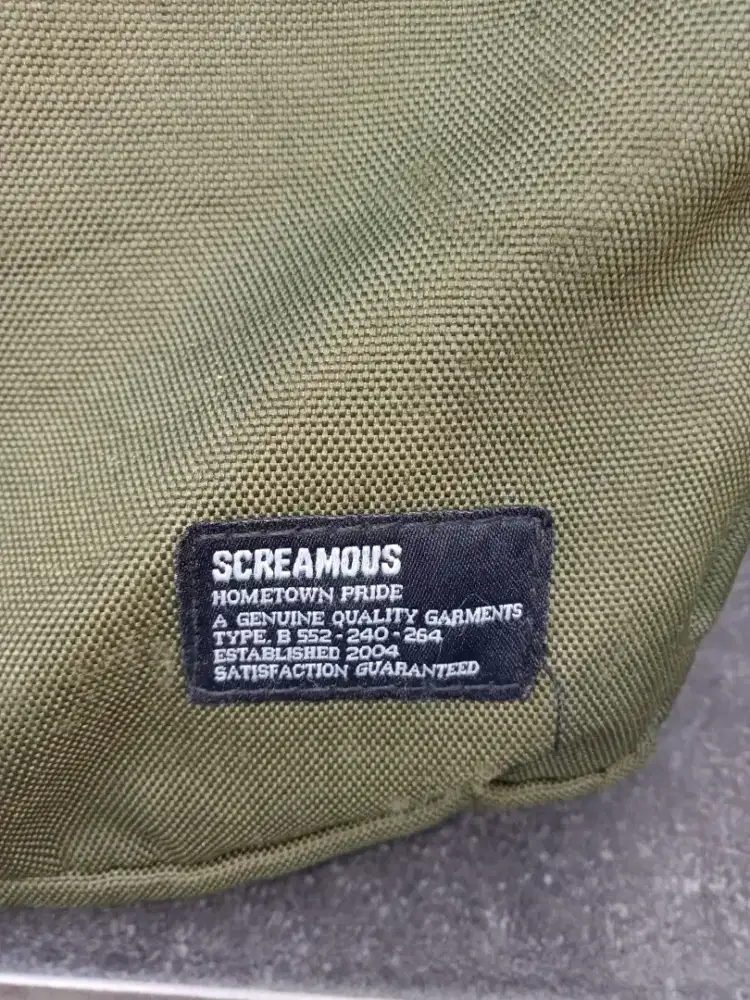 SCREAMOUS
HOMETOWN PRIDE
A GENUINE QUALITY GARMENTS
TYPE. B 552-240-264
ESTABLISHED 2004
SATISFACTION GUARANTEED